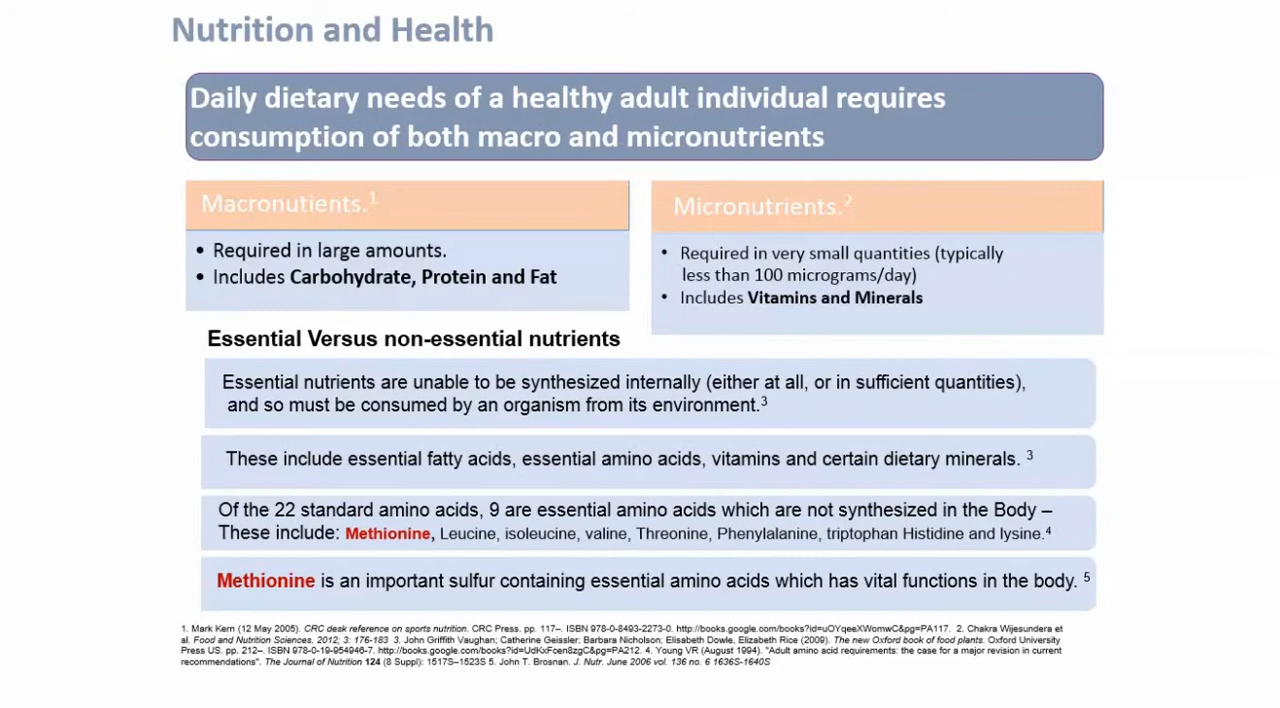 Nutrition and Health
Daily dietary needs of a healthy adult individual requires
consumption of both macro and micronutrients
Macronutients.1
• Required in large amounts.
• Includes Carbohydrate, Protein and Fat
Micronutrients.2
• Required in very small quantities (typically
less than 100 micrograms/day)
• Includes Vitamins and Minerals
Essential Versus non-essential nutrients
Essential nutrients are unable to be synthesized internally (either at all, or in sufficient quantities),
and so must be consumed by an organism from its environment.3
These include essential fatty acids, essential amino acids, vitamins and certain dietary minerals. 3
Of the 22 standard amino acids, 9 are essential amino acids which are not synthesized in the Body –
These include: Methionine, Leucine, isoleucine, valine, Threonine, Phenylalanine, triptophan Histidine and lysine.4
Methionine is an important sulfur containing essential amino acids which has vital functions in the body. 5
1. Mark Kern (12 May 2005). CRC desk reference on sports nutrition. CRC Press. pp. 117–. ISBN 978-0-8493-2273-0. http://books.google.com/books?id=uOYqeeXWomwC&pg=PA117. 2. Chakra Wijesundera et
al. Food and Nutrition Sciences. 2012; 3: 176-183 3. John Griffith Vaughan; Catherine Geissler; Barbara Nicholson; Elisabeth Dowle, Elizabeth Rice (2009). The new Oxford book of food plants. Oxford University
Press US. pp. 212–. ISBN 978-0-19-954946-7. http://books.google.com/books?id=UdKxFcen8zgC&pg=PA212. 4. Young VR (August 1994). "Adult amino acid requirements: the case for a major revision in current
recommendations". The Journal of Nutrition 124 (8 Suppl): 1517S–1523S 5. John T. Brosnan. J. Nutr. June 2006 vol. 136 no. 6 1636S-1640S